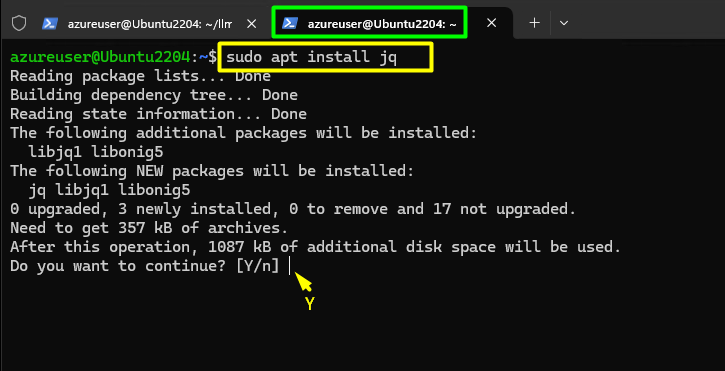 azureuser@Ubuntu2204: ~/llm
azureuser@Ubuntu2204: ~
azureuser@Ubuntu2204:~$ sudo apt install jq
Reading package lists... Done
Building dependency tree... Done
Reading state information... Done
The following additional packages will be installed:
  libjq1 libonig5
The following NEW packages will be installed:
  jq libjq1 libonig5
0 upgraded, 3 newly installed, 0 to remove and 17 not upgraded.
Need to get 357 kB of archives.
After this operation, 1087 kB of additional disk space will be used.
Do you want to continue? [Y/n]
Y